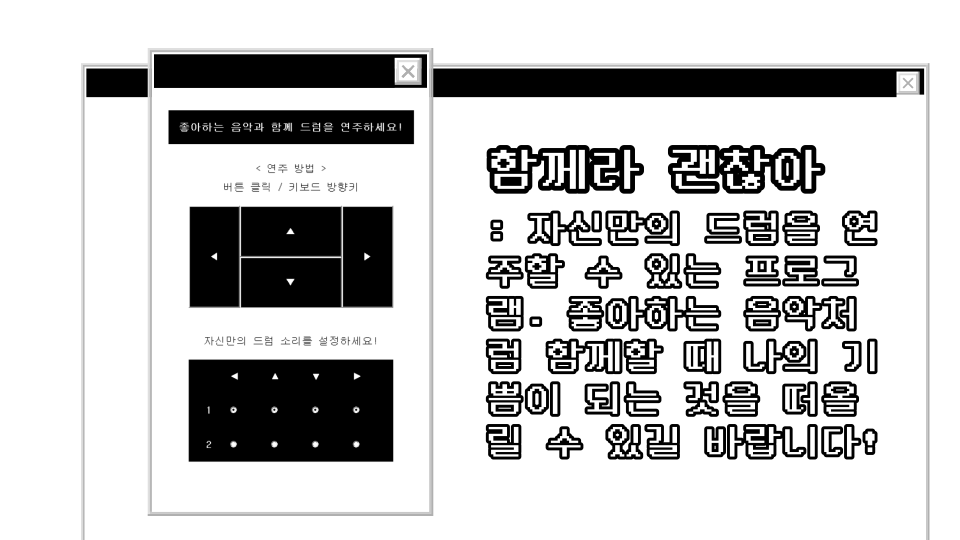 좋아하는 음악과 함께 드럼을 연주하세요!
< 연주 방법 >
버튼 클릭 / 키보드 방향키
◀ ▲ ▼ ▶
자신만의 드럼 소리를 설정하세요!
◀ ▲ ▼ ▶
1
2
함께라 괜찮아
: 자신만의 드럼을 연
주할 수 있는 프로그
램. 좋아하는 음악처
럼 함께할 때 나의 기
쁨이 되는 것을 떠올
릴 수 있길 바랍니다!